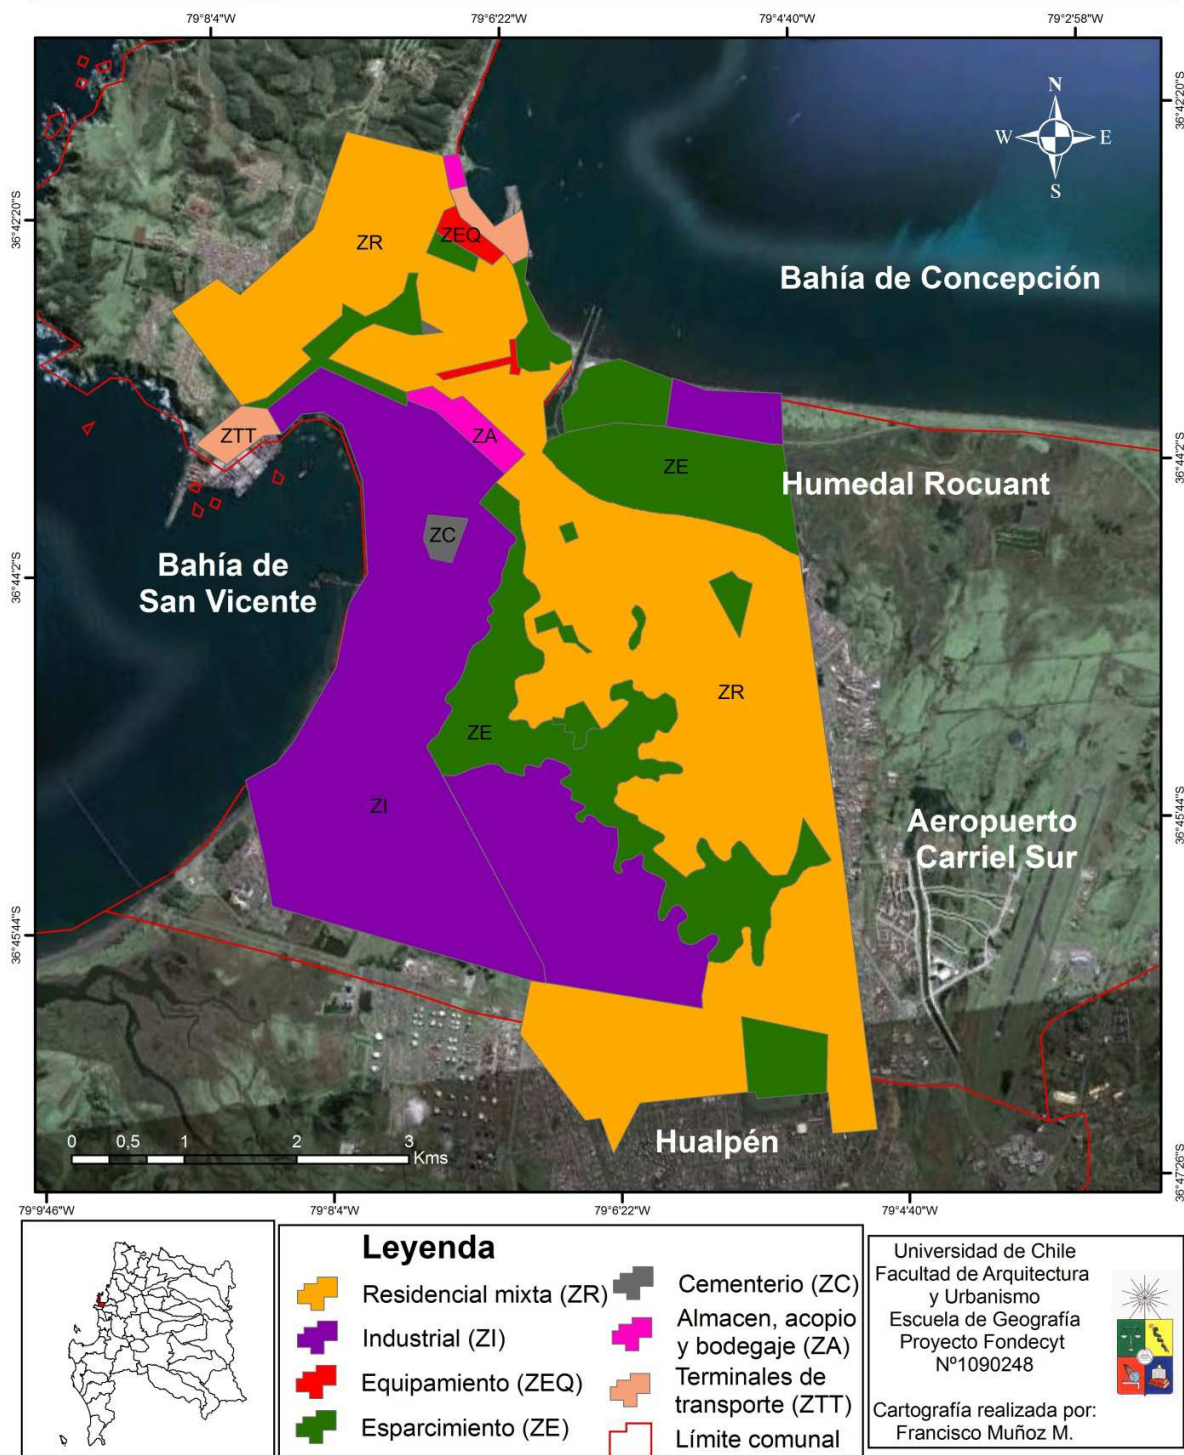 79°8'4"W
79°6'22"W
79°4'40"W
79°2'58"W
36°42'20"S
36°42'20"S
N
W
E
S
ZR
ZEQ
Bahía de Concepción
ZTT
ZA
ZE
36°44'2"S
Humedal Rocuant
ZC
Bahía de
San Vicente
36°44'2"S
ZR
ZE
ZI
Aeropuerto
Carriel Sur
36°45'44"S
36°45'44"S
Hualpén
0
0,5
1
2
3
Kms
36°47'26"S
79°9'46"W
79°8'4"W
79°6'22"W
79°4'40"W
Leyenda
Residencial mixta (ZR)
Industrial (ZI)
Equipamiento (ZEQ)
Esparcimiento (ZE)
Cementerio (ZC)
Almacen, acopio
y bodegaje (ZA)
Terminales de
transporte (ZTT)
Límite comunal
Universidad de Chile
Facultad de Arquitectura
y Urbanismo
Escuela de Geografía
Proyecto Fondecyt
Nº1090248
Cartografía realizada por:
Francisco Muñoz M.